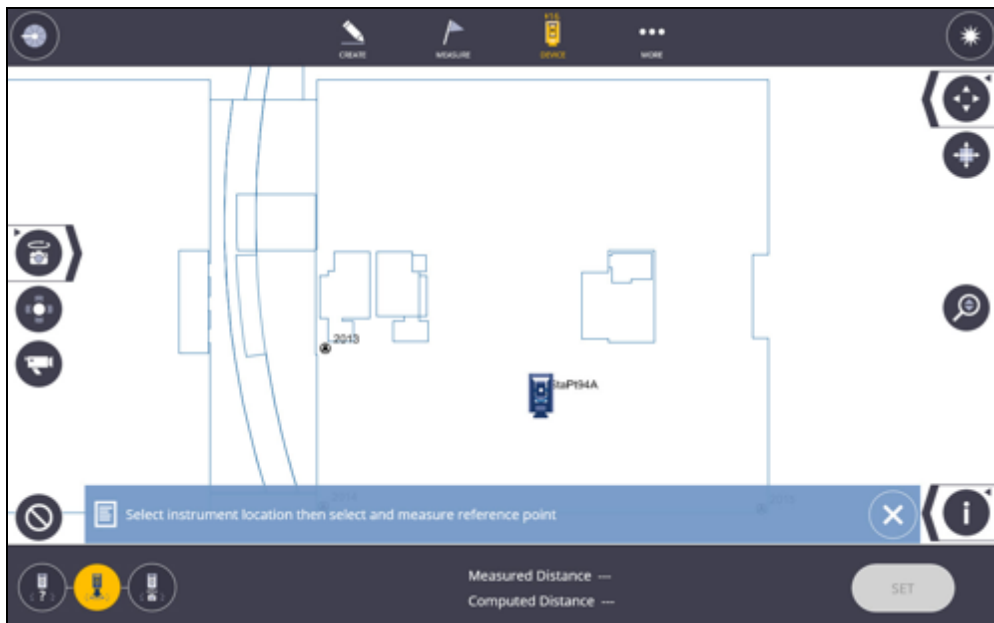 CREATE
MEASURE
DEVICE
MORE
2013
StaPt94A
Select instrument location then select and measure reference point
i
?
Measured Distance ---
Computed Distance ---
SET